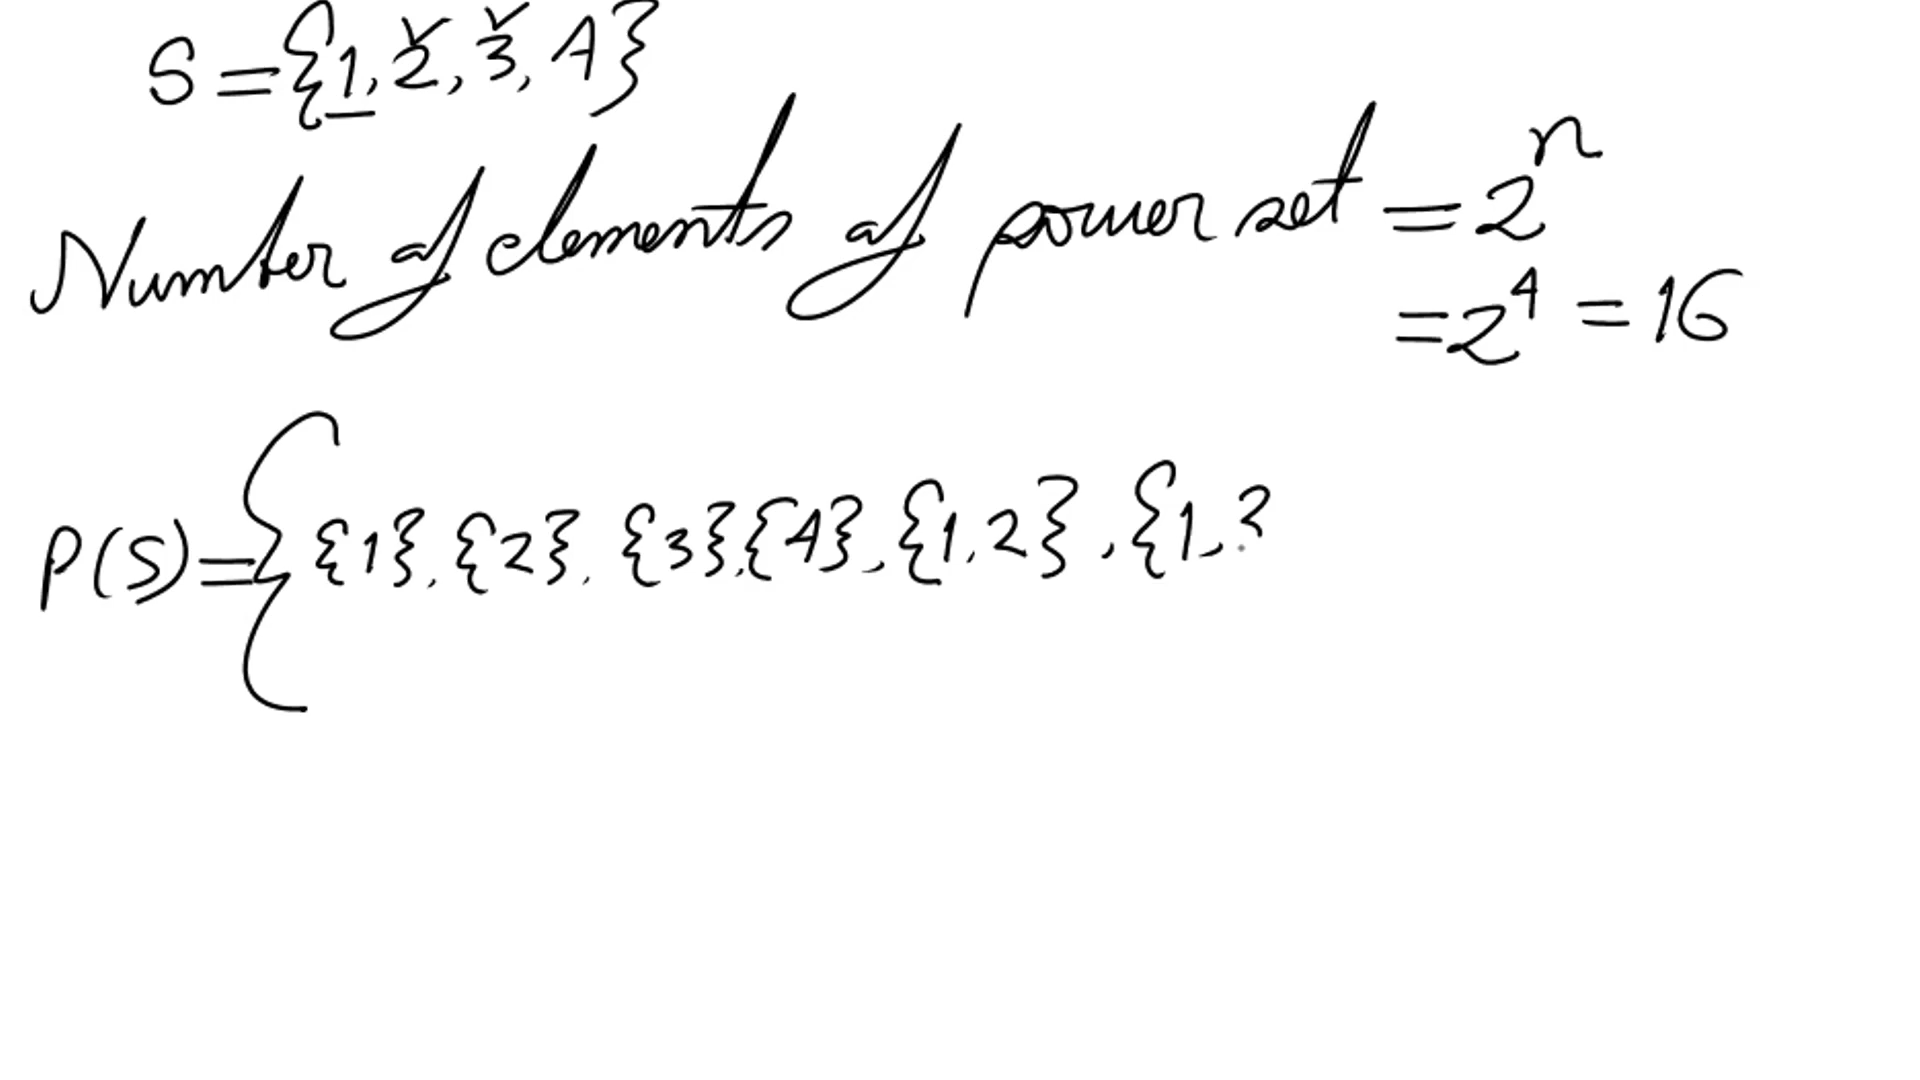 S = {1, 2, 3, 4}
Number of elements of power set = 2^n
= 2^4 = 16
P(S) = { {1}, {2}, {3}, {4}, {1, 2}, {1, 3